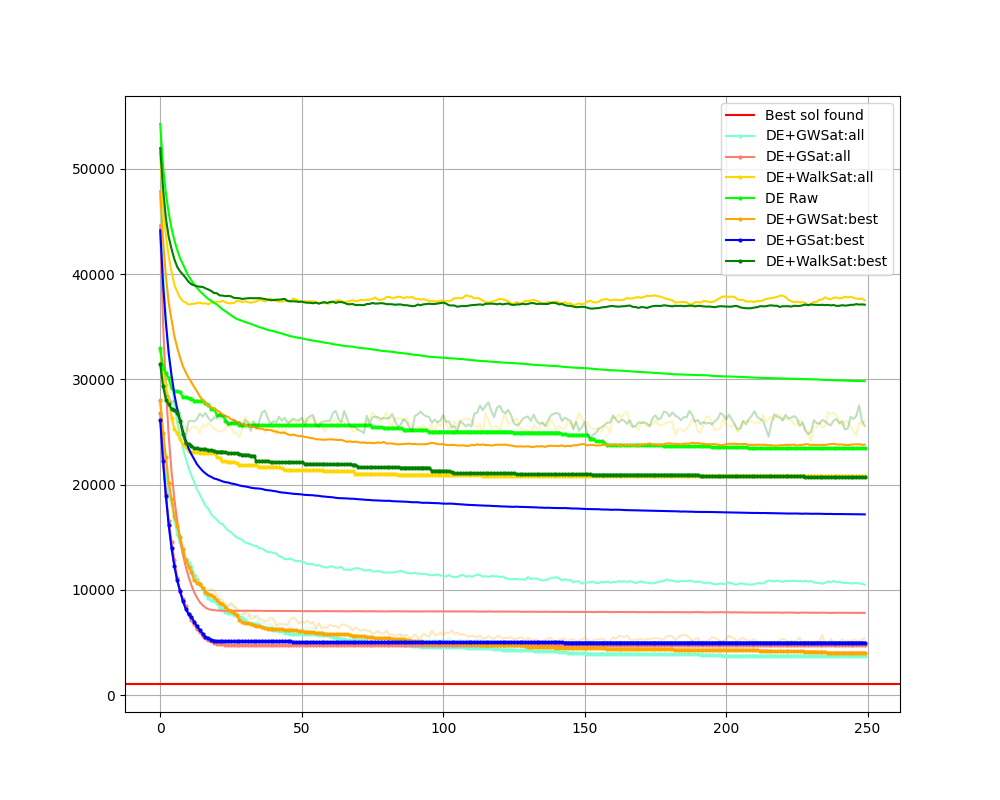 50000
40000
30000
20000
10000
0
0 50 100 150 200 250
Best sol found
DE+GWSat:all
DE+GSat:all
DE+WalkSat:all
DE Raw
DE+GWSat:best
DE+GSat:best
DE+WalkSat:best